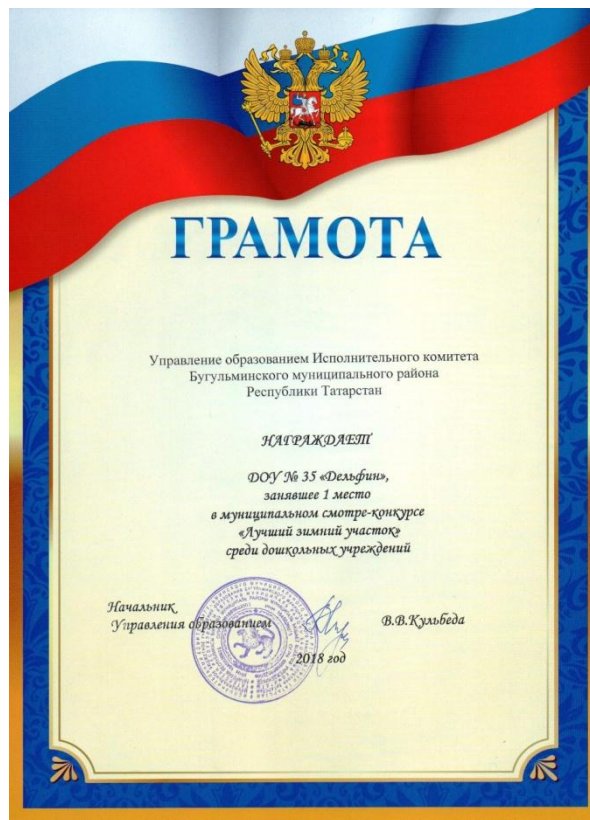 ГРАМОТА
Управление образованием Исполнительного комитета
Бугульминского муниципального района
Республики Татарстан
НАГРАЖДАЕТ
ДОУ № 35 «Дельфин»,
занявшее 1 место
в муниципальном смотре-конкурсе
«Лучший зимний участок»
среди дошкольных учреждений
Начальник
Управления образованием В.В.Кульбеда
2018 год